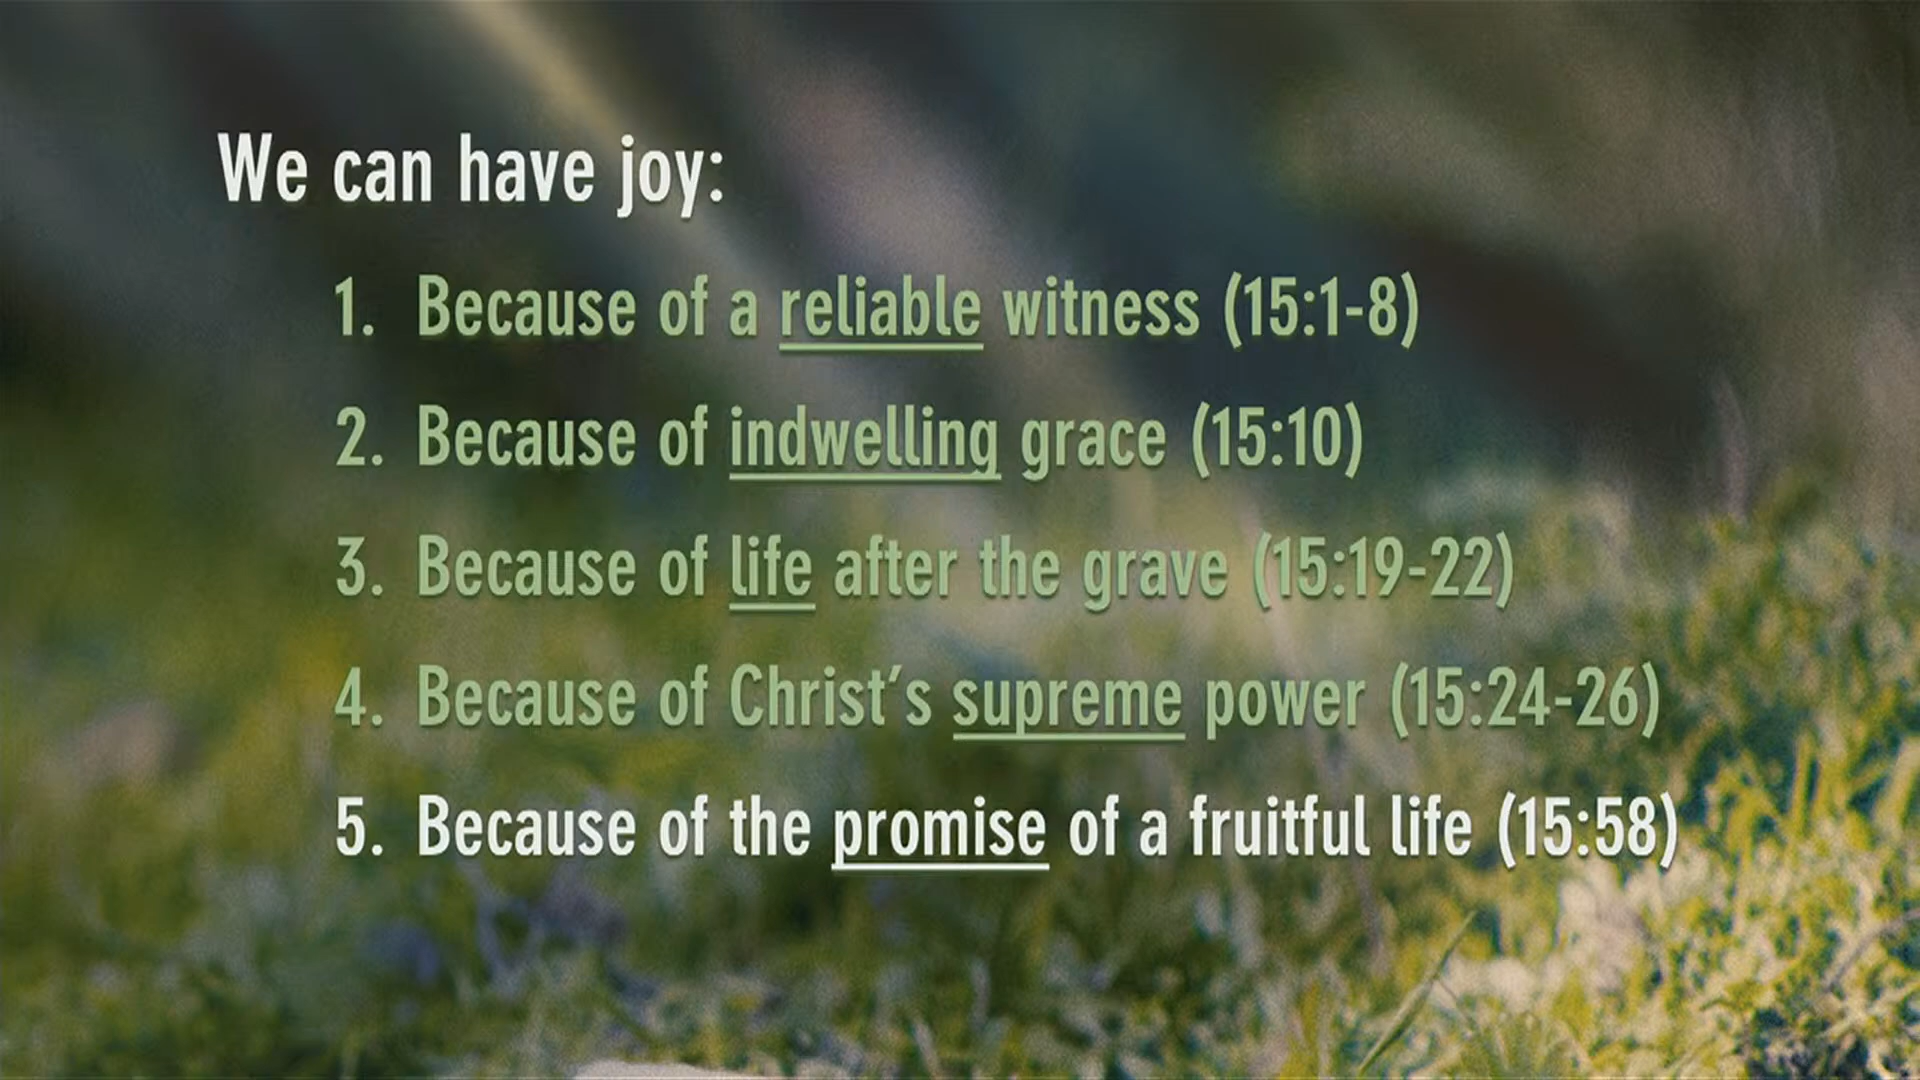 We can have joy:
1. Because of a reliable witness (15:1-8)
2. Because of indwelling grace (15:10)
3. Because of life after the grave (15:19-22)
4. Because of Christ's supreme power (15:24-26)
5. Because of the promise of a fruitful life (15:58)